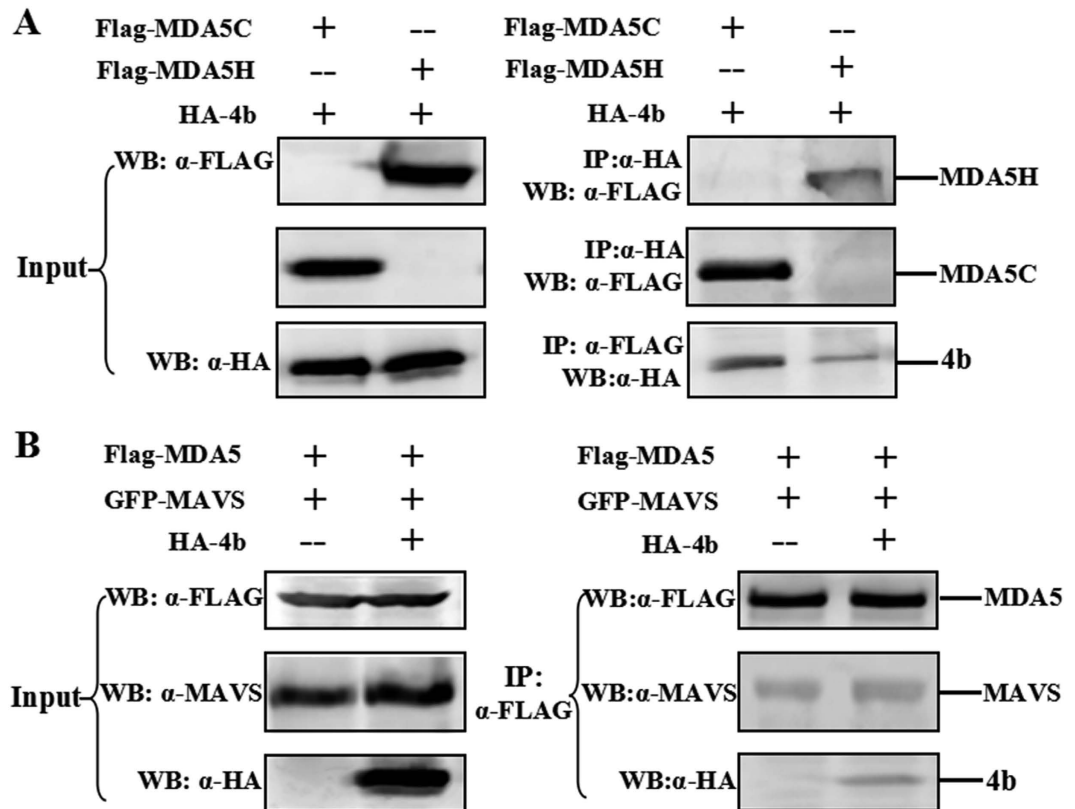 A
Flag-MDA5C + --
Flag-MDA5H -- +
HA-4b + +
WB: α-FLAG
Input
WB: α-HA
Flag-MDA5C + --
Flag-MDA5H -- +
HA-4b + +
IP:α-HA
WB: α-FLAG
MDA5H
IP:α-HA
WB: α-FLAG
MDA5C
IP: α-FLAG
WB:α-HA
4b
B
Flag-MDA5 + +
GFP-MAVS + +
HA-4b -- +
WB: α-FLAG
Input
WB: α-MAVS
WB: α-HA
Flag-MDA5 + +
GFP-MAVS + +
HA-4b -- +
IP:
α-FLAG
WB:α-FLAG
MDA5
WB:α-MAVS
MAVS
WB:α-HA
4b